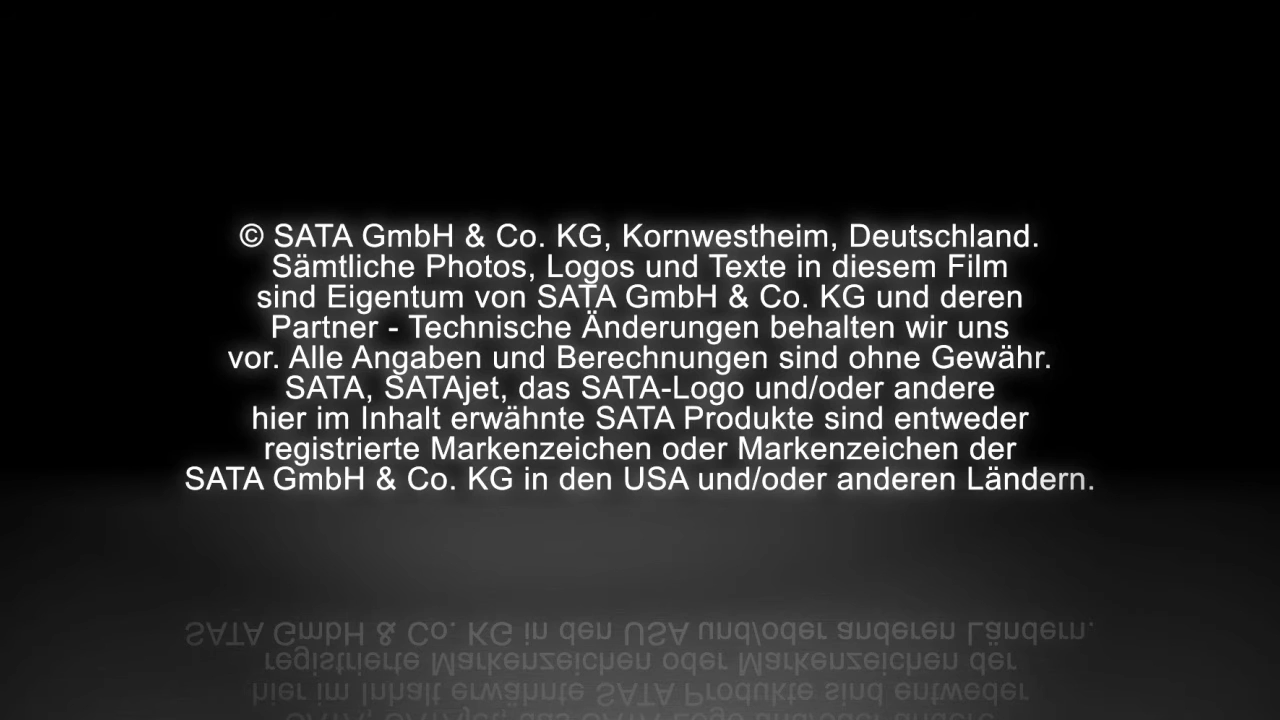 © SATA GmbH & Co. KG, Kornwestheim, Deutschland.
Sämtliche Photos, Logos und Texte in diesem Film
sind Eigentum von SATA GmbH & Co. KG und deren
Partner - Technische Änderungen behalten wir uns
vor. Alle Angaben und Berechnungen sind ohne Gewähr.
SATA, SATAjet, das SATA-Logo und/oder andere
hier im Inhalt erwähnte SATA Produkte sind entweder
registrierte Markenzeichen oder Markenzeichen der
SATA GmbH & Co. KG in den USA und/oder anderen Ländern.